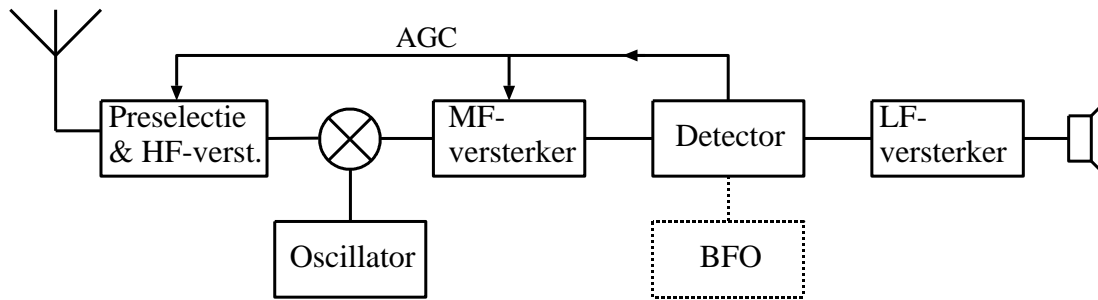 AGC
Preselectie
& HF-verst.
MF-
versterker
Detector
LF-
versterker
Oscillator
BFO